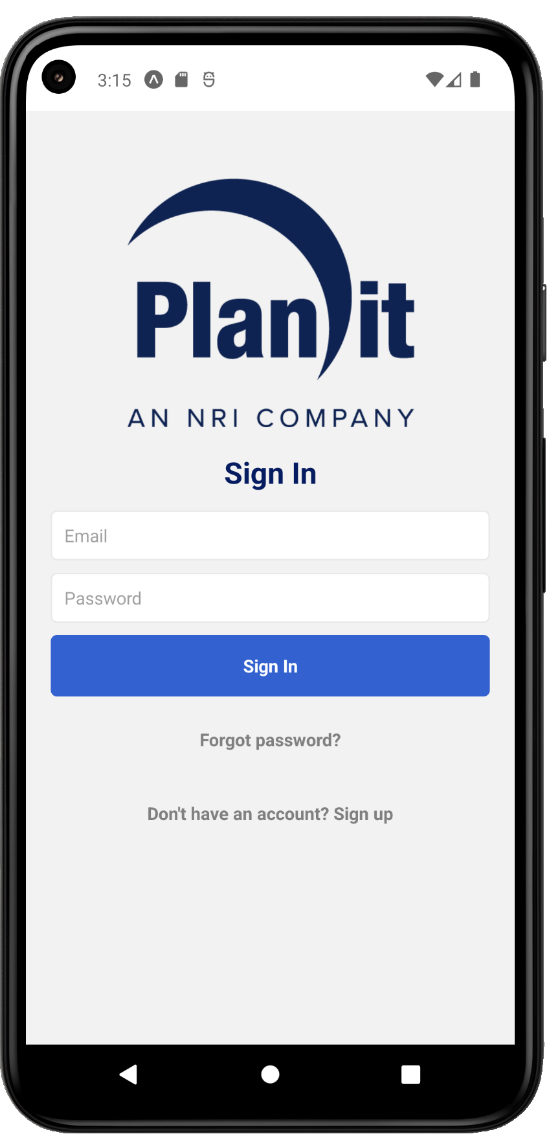 3:15
Planit
AN NRI COMPANY
Sign In
Email
Password
Sign In
Forgot password?
Don't have an account? Sign up